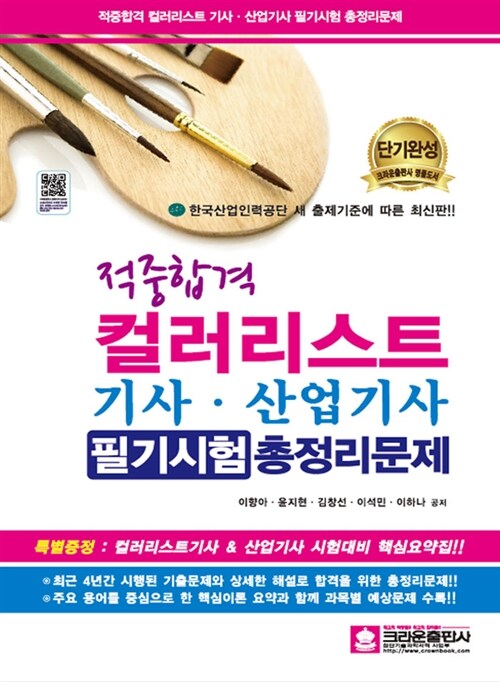 적중합격 컬러리스트 기사·산업기사 필기시험 총정리문제
단기완성
크라운출판사 명품도서
한국산업인력공단 새 출제기준에 따른 최신판!!
적중합격
컬러리스트
기사·산업기사
필기시험 총정리문제
이향아·윤지현·김창선·이석민·이하나 공저
특별증정 : 컬러리스트기사 & 산업기사 시험대비 핵심요약집!!
최근 4년간 시행된 기출문제와 상세한 해설로 합격을 위한 총정리문제!!
주요 용어를 중심으로 한 핵심이론 요약과 함께 과목별 예상문제 수록!!
크라운출판사
http://www.crownbook.com